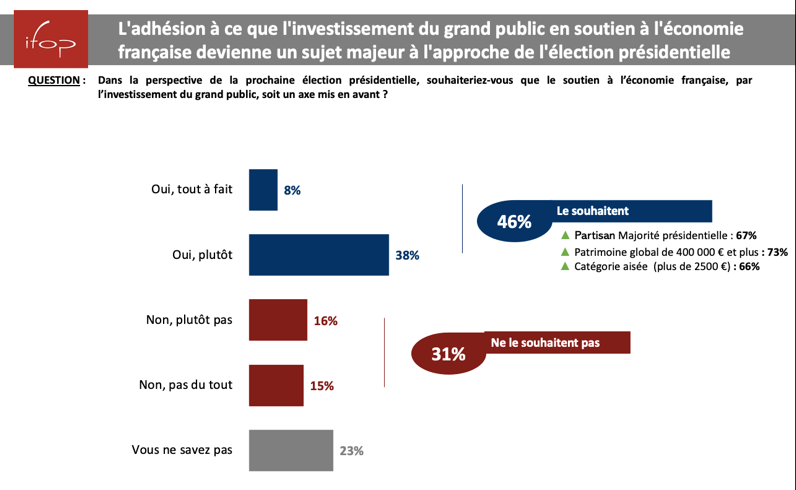 ifop
L'adhésion à ce que l'investissement du grand public en soutien à l'économie
française devienne un sujet majeur à l'approche de l'élection présidentielle
QUESTION : Dans la perspective de la prochaine élection présidentielle, souhaiteriez-vous que le soutien à l'économie française, par
l'investissement du grand public, soit un axe mis en avant ?
Oui, tout à fait 8%
Oui, plutôt 38%
46% Le souhaitent
▲ Partisan Majorité présidentielle : 67%
▲ Patrimoine global de 400 000 € et plus : 73%
▲ Catégorie aisée (plus de 2500 €) : 66%
Non, plutôt pas 16%
Non, pas du tout 15%
31% Ne le souhaitent pas
Vous ne savez pas 23%